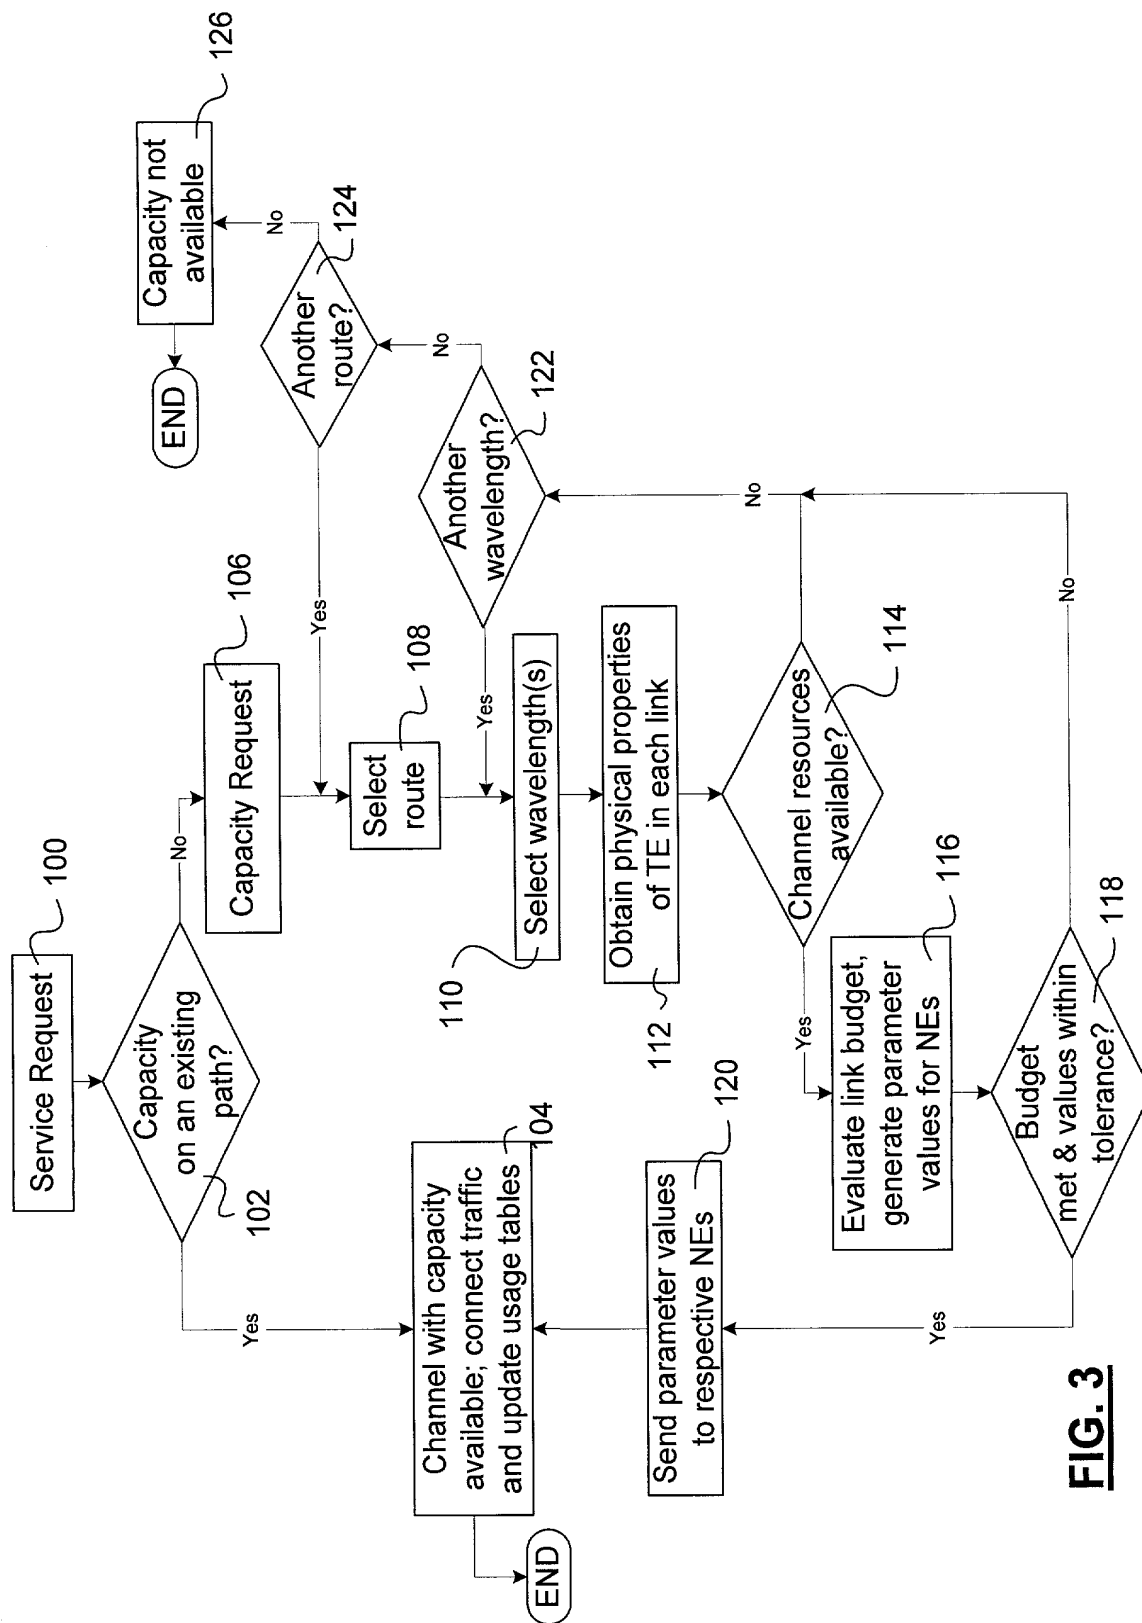 100
Service Request
Capacity
on an existing
path?
102
No
Yes
106
Capacity Request
Channel with capacity
available; connect traffic
and update usage tables
104
END
108
Select
route
Yes
Another
route?
124
No
Capacity not
available
126
END
110
Select wavelength(s)
Yes
Another
wavelength?
122
No
Obtain physical properties
of TE in each link
112
Channel resources
available?
114
No
Yes
Evaluate link budget,
generate parameter
values for NEs
116
Budget
met & values within
tolerance?
118
No
Yes
Send parameter values
to respective NEs
120
FIG. 3